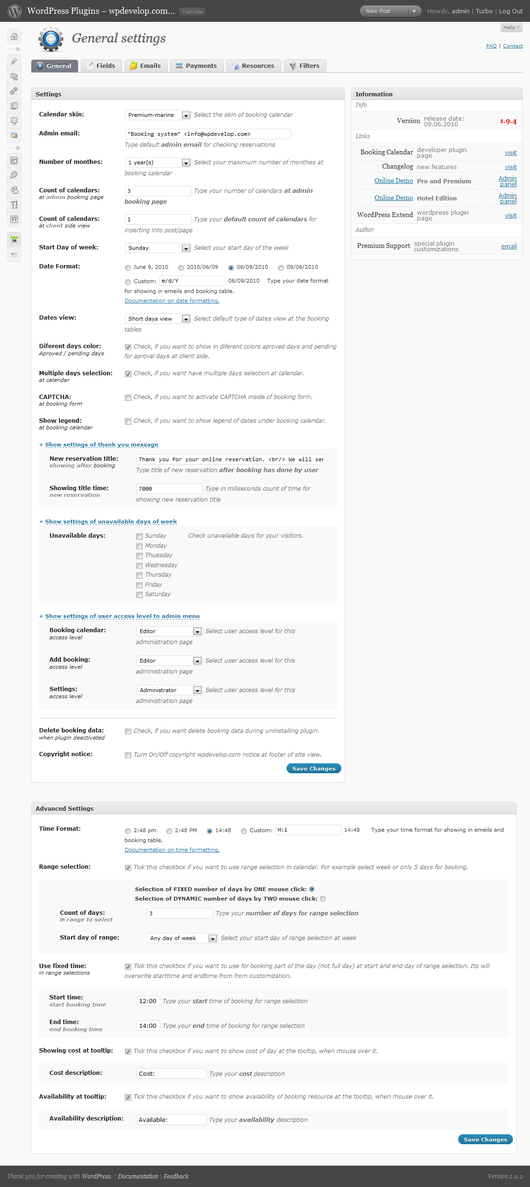 WordPress Plugins – wpdevelop.com...
New Post
Howdy, admin | Turbo | Log Out
Help
General settings
FAQ | Contact
General
Fields
Emails
Payments
Resources
Filters
Settings
Calendar skin:
Premium-marine
Select the skin of booking calendar
Admin email:
"Booking system" <info@wpdevelop.com>
Type default admin email for checking reservations
Number of monthes:
1 year(s)
Select your maximum number of monthes at
booking calendar
Count of calendars:
at admin booking page
3
Type your number of calendars at admin
booking page
Count of calendars:
at client side view
1
Type your default count of calendars for
inserting into post/page
Start Day of week:
Sunday
Select your start day of the week
Date Format:
June 9, 2010
2010/06/09
06/09/2010
09/06/2010
Custom:
m/d/Y
06/09/2010
Type your date format
for showing in emeils and booking table.
Documentation on date formatting.
Dates view:
Short days view
Select default type of dates view at the booking
tables
Diferent days color:
Aproved / pending days
Check, if you want to show in diferent colors aproved days and pending
for aproval days at client side.
Multiple days selection:
at calendar
Check, if you want have multiple days selection at calendar.
CAPTCHA:
at booking form
Check, if you want to activate CAPTCHA inside of booking form.
Show legend:
at booking calendar
Check, if you want to show legend of dates under booking calendar.
+ Show settings of thank you message
New reservation title:
showing after booking
Thank you for your online reservation. <br/> We will ser
Type title of new reservation after booking has done by user
Showing title time:
new reservation
7000
Type in miliseconds count of time for
showing new reservation title
+ Show settings of unavailable days of week
Unavailable days:
Sunday
Check unavailable days for your visitors.
Monday
Thuesday
Wednesday
Thursday
Friday
Saturday
+ Show settings of user access level to admin menu
Booking calendar:
access level
Editor
Select user access level for this
administration page
Add booking:
access level
Editor
Select user access level for this
administration page
Settings:
access level
Administrator
Select user access level for this
administration page
Delete booking data:
when plugin deactivated
Check, if you want delete booking data during uninstalling plugin.
Copyright notice:
Turn On/Off copyright wpdevelop.com notice at footer of site view.
Save Changes
Information
Info
Version
release date:
09.06.2010
1.9.4
Links
Booking Calendar
developer plugin
page
visit
Changelog
new features
visit
Online Demo
Pro and Premium
Admin
panel
Online Demo
Hotel Edition
Admin
panel
WordPress Extend
wordpress plugin
page
visit
Author
Premium Support
special plugin
customizations
email
Advanced Settings
Time Format:
2:48 pm
2:48 PM
14:48
Custom:
H:i
14:48
Type your time format for showing in emeils and
booking table.
Documentation on time formatting.
Range selection:
Tick this checkbox if you want to use range selection in calendar. For example select week or only 5 days for booking.
Selection of FIXED number of days by ONE mouse click:
Selection of DYNAMIC number of days by TWO mouse click:
Count of days:
in range to select
3
Type your number of days for range selection
Start day of range:
Any day of week
Select your start day of range selection at week
Use fixed time:
in range selections
Tick this checkbox if you want to use for booking part of the day (not full day) at start and end day of range selection. Its will
overwrite starttime and endtime from from customization.
Start time:
start booking time
12:00
Type your start time of booking for range selection
End time:
end booking time
14:00
Type your end time of booking for range selection
Showing cost at tooltip:
Tick this checkbox if you want to show cost of day at the tooltip, when mouse over it.
Cost description:
Cost:
Type your cost description
Availability at tooltip:
Tick this checkbox if you want to show availability of booking resource at the tooltip, when mouse over it.
Availability description:
Available:
Type your availability description
Save Changes
Thank you for creating with WordPress. | Documentation | Feedback
Version 2.9.2